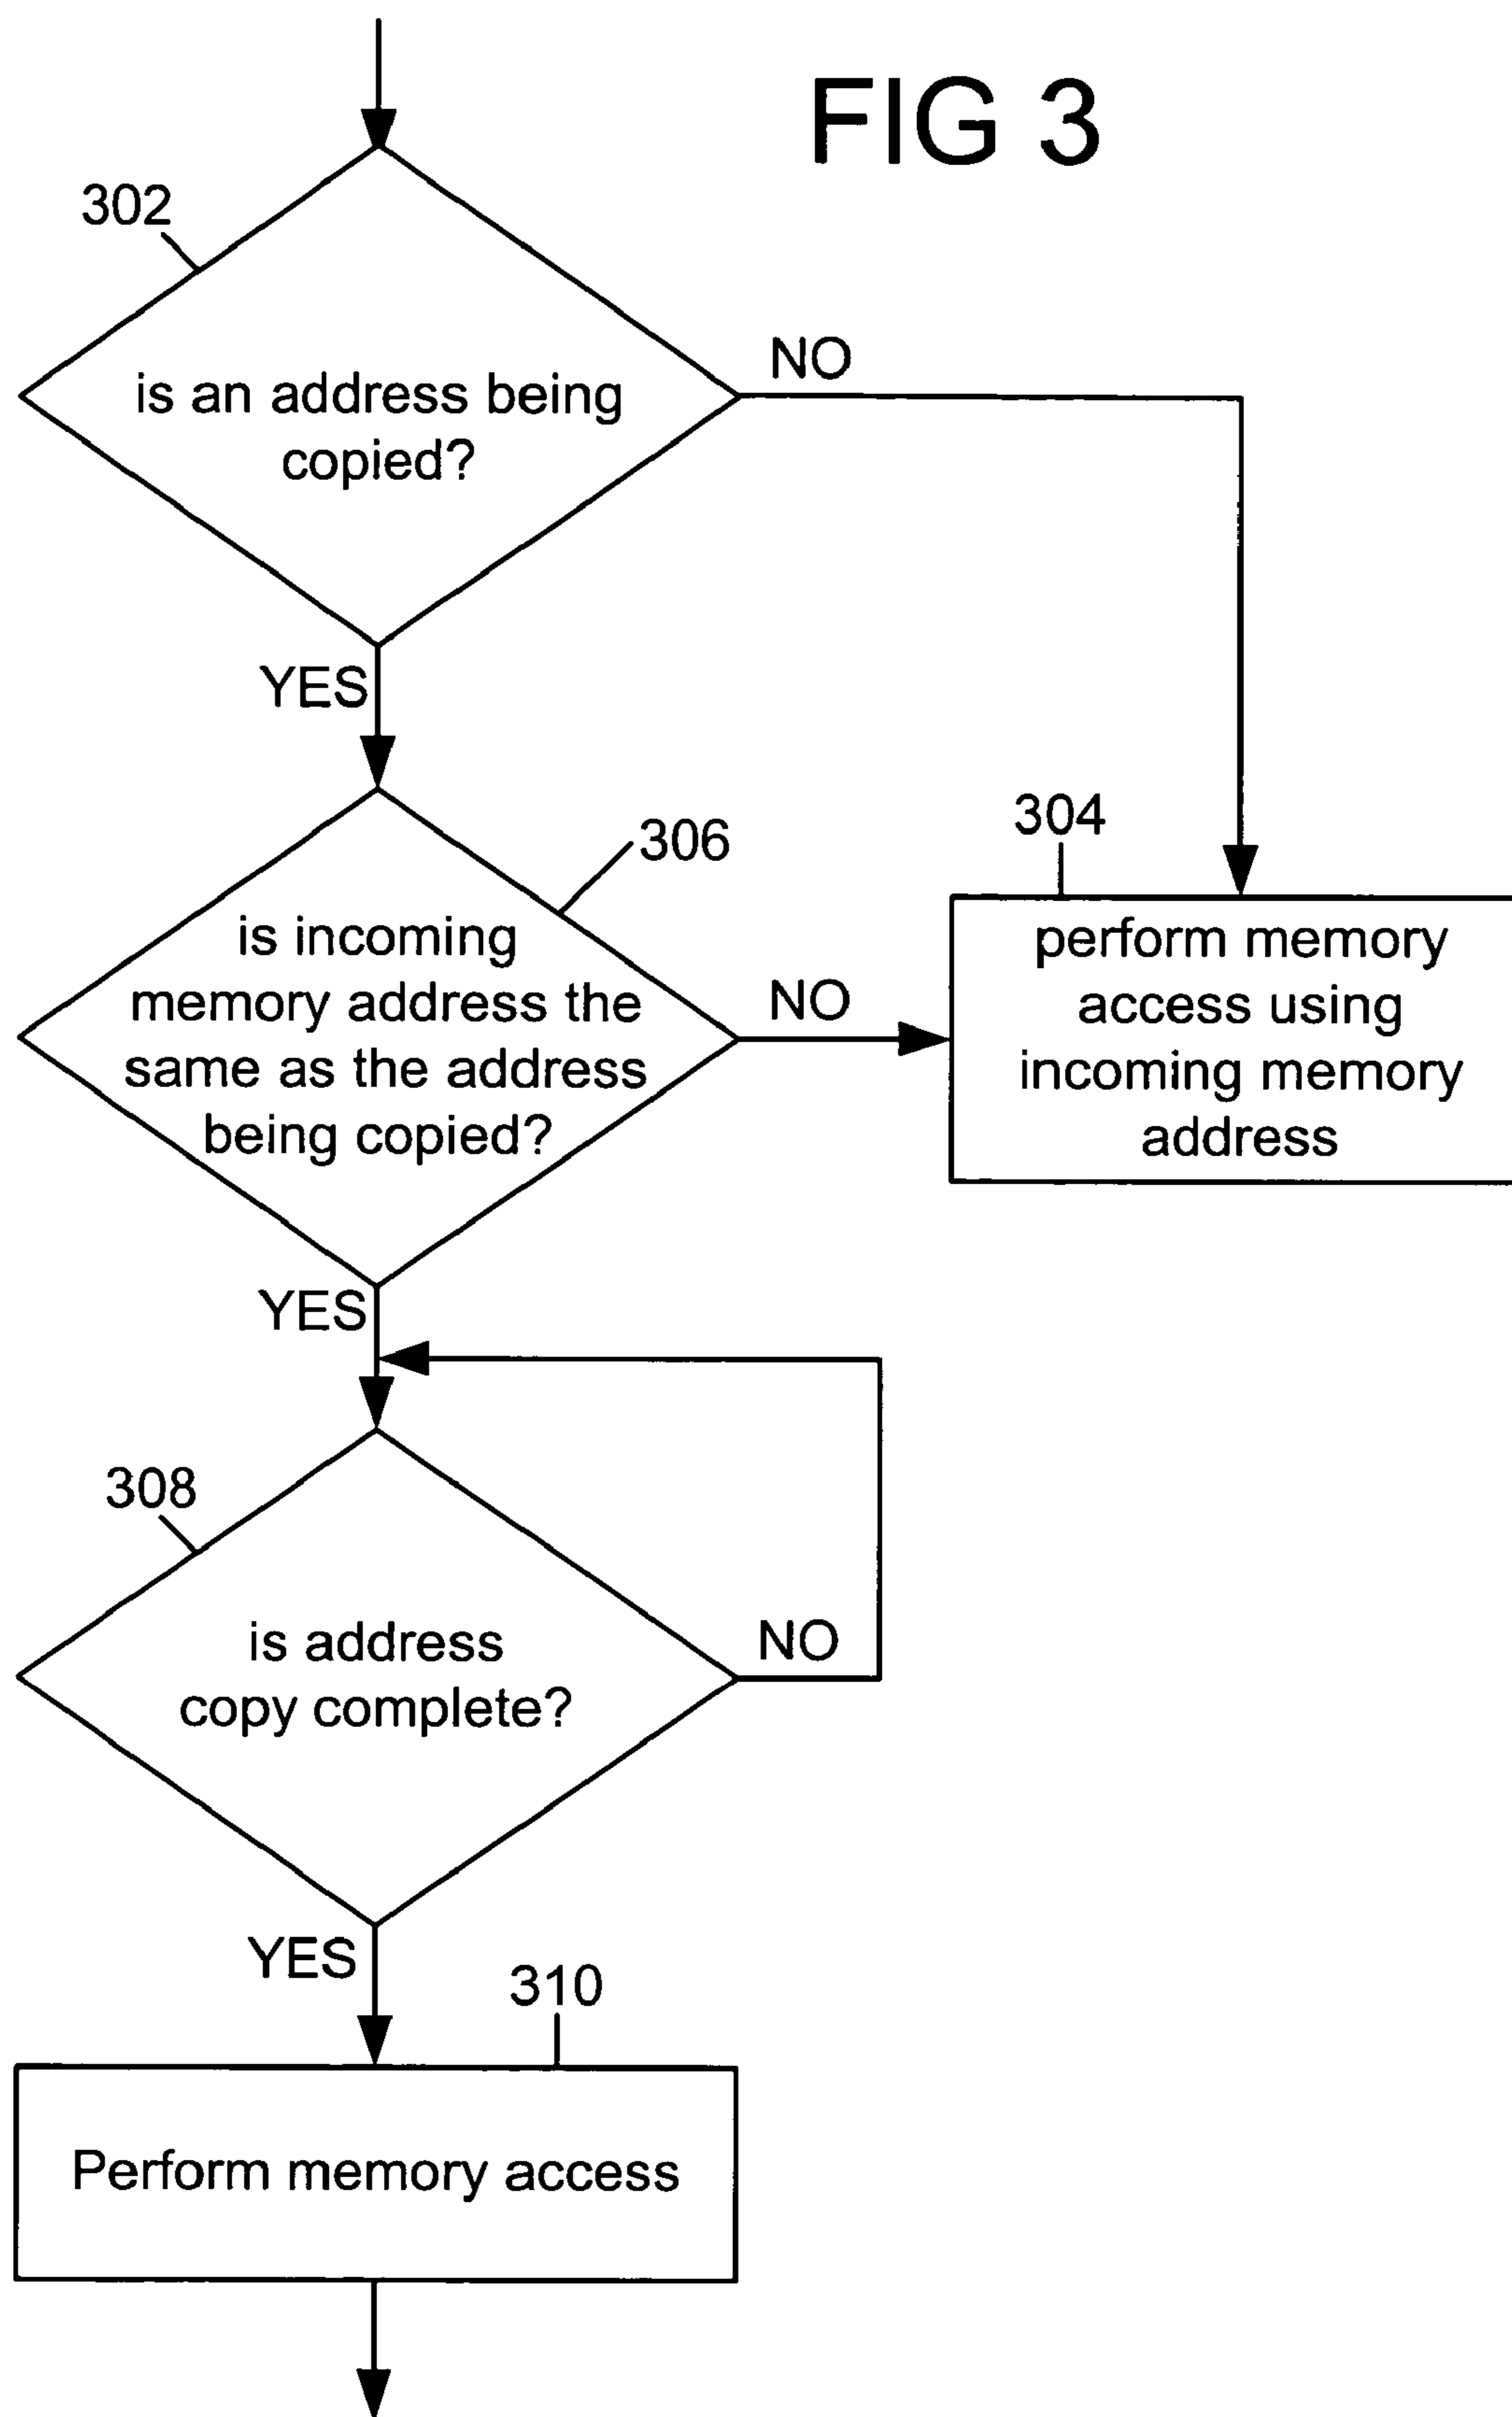 FIG 3
302
is an address being
copied?
NO
YES
306
is incoming
memory address the
same as the address
being copied?
NO
304
perform memory
access using
incoming memory
address
YES
308
is address
copy complete?
NO
YES
310
Perform memory access